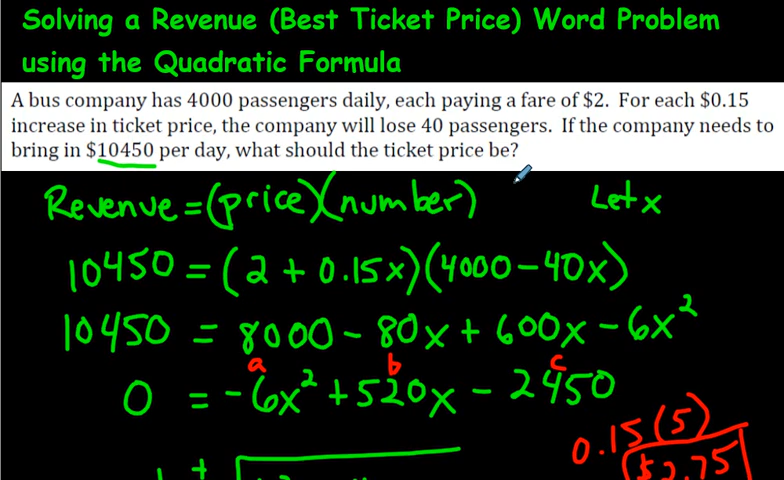 Solving a Revenue (Best Ticket Price) Word Problem
using the Quadratic Formula
A bus company has 4000 passengers daily, each paying a fare of $2. For each $0.15
increase in ticket price, the company will lose 40 passengers. If the company needs to
bring in $10450 per day, what should the ticket price be?
Revenue = (price)(number) Let x
10450 = (2 + 0.15x)(4000 - 40x)
10450 = 8000 - 80x + 600x - 6x²
a b c
0 = -6x² + 520x - 2450
0.15(5)
$2.75